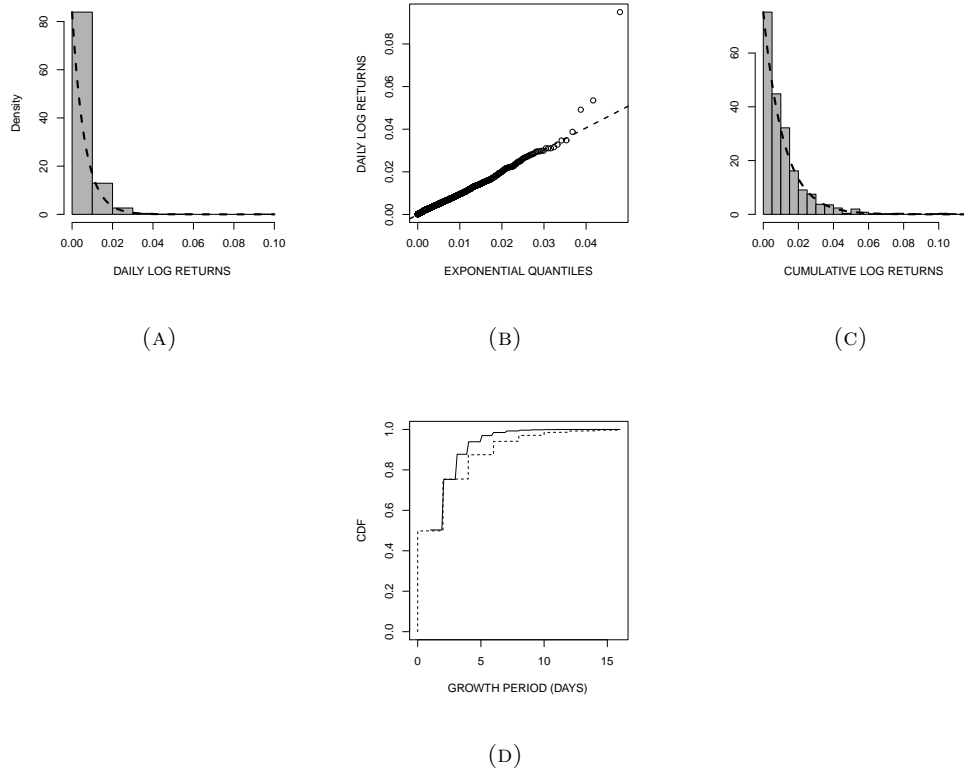 Density
0 20 40 60 80
0.00 0.02 0.04 0.06 0.08 0.10
DAILY LOG RETURNS
(A)
DAILY LOG RETURNS
0.00 0.02 0.04 0.06 0.08
0.00 0.01 0.02 0.03 0.04
EXPONENTIAL QUANTILES
(B)
0 20 40 60
0.00 0.02 0.04 0.06 0.08 0.10
CUMULATIVE LOG RETURNS
(C)
CDF
0.0 0.2 0.4 0.6 0.8 1.0
0 5 10 15
GROWTH PERIOD (DAYS)
(D)